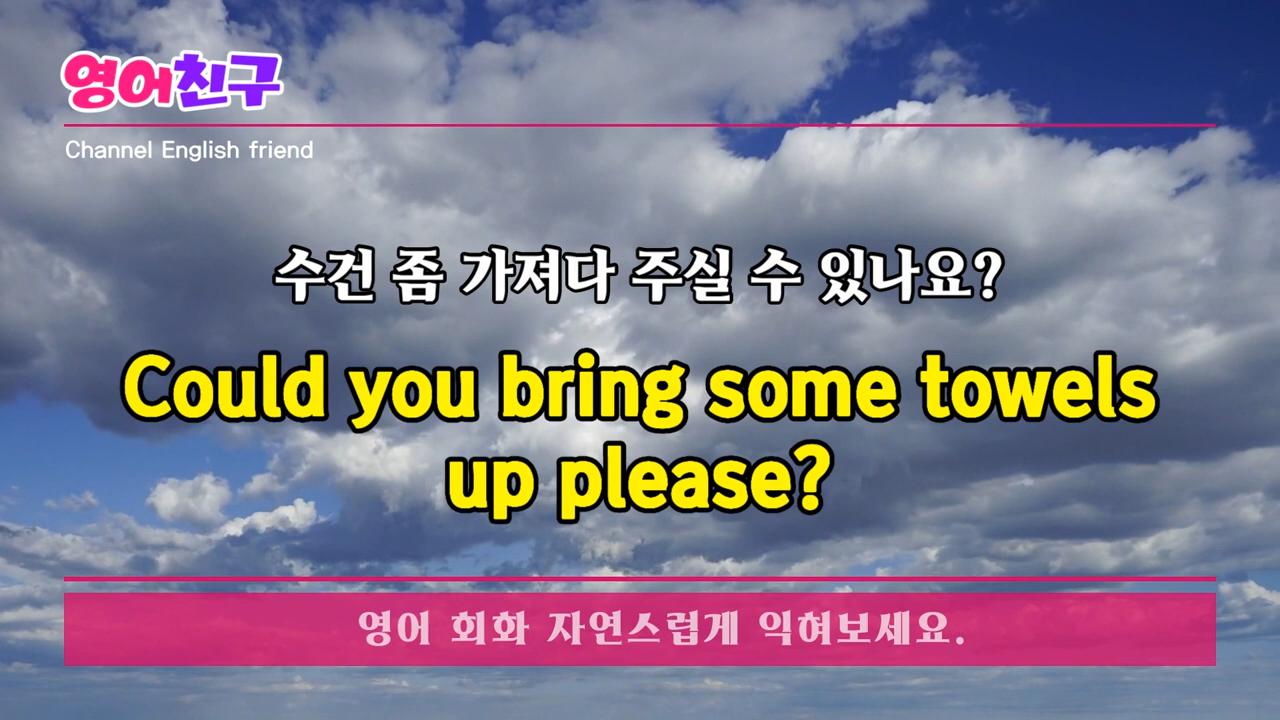 영어친구
Channel English friend
수건 좀 가져다 주실 수 있나요?
Could you bring some towels
up please?
영어 회화 자연스럽게 익혀보세요.